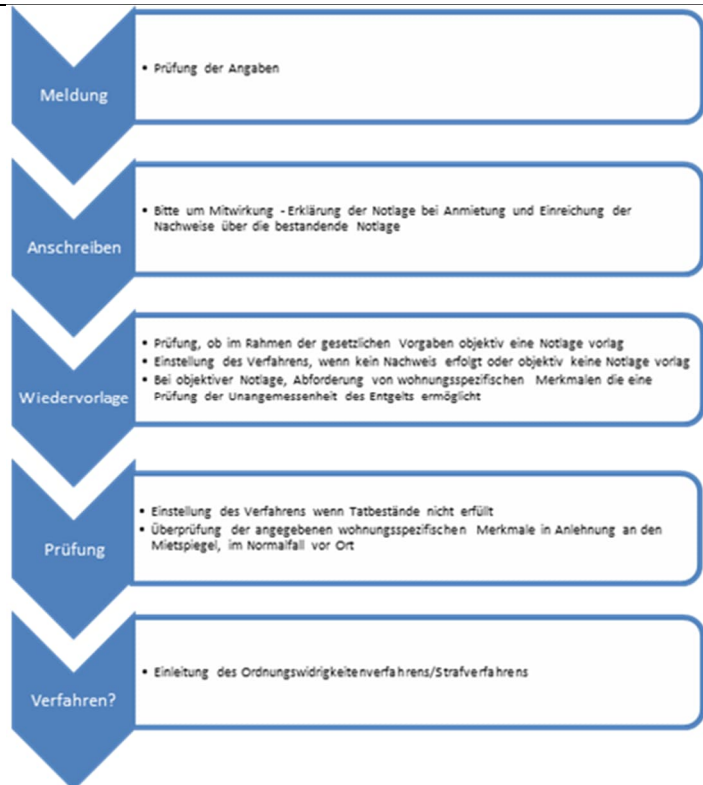 Meldung
• Prüfung der Angaben
Anschreiben
• Bitte um Mitwirkung - Erklärung der Notlage bei Anmietung und Einreichung der
Nachweise über die bestandende Notlage
Wiedervorlage
• Prüfung, ob im Rahmen der gesetzlichen Vorgaben objektiv eine Notlage vorlag
• Einstellung des Verfahrens, wenn kein Nachweis erfolgt oder objektiv keine Notlage vorlag
• Bei objektiver Notlage, Abforderung von wohnungsspezifischen Merkmalen die eine
Prüfung der Unangemessenheit des Entgelts ermöglicht
Prüfung
• Einstellung des Verfahrens wenn Tatbestände nicht erfüllt
• Überprüfung der angegebenen wohnungsspezifischen Merkmale in Anlehnung an den
Mietspiegel, im Normalfall vor Ort
Verfahren?
• Einleitung des Ordnungswidrigkeitenverfahrens/Strafverfahrens